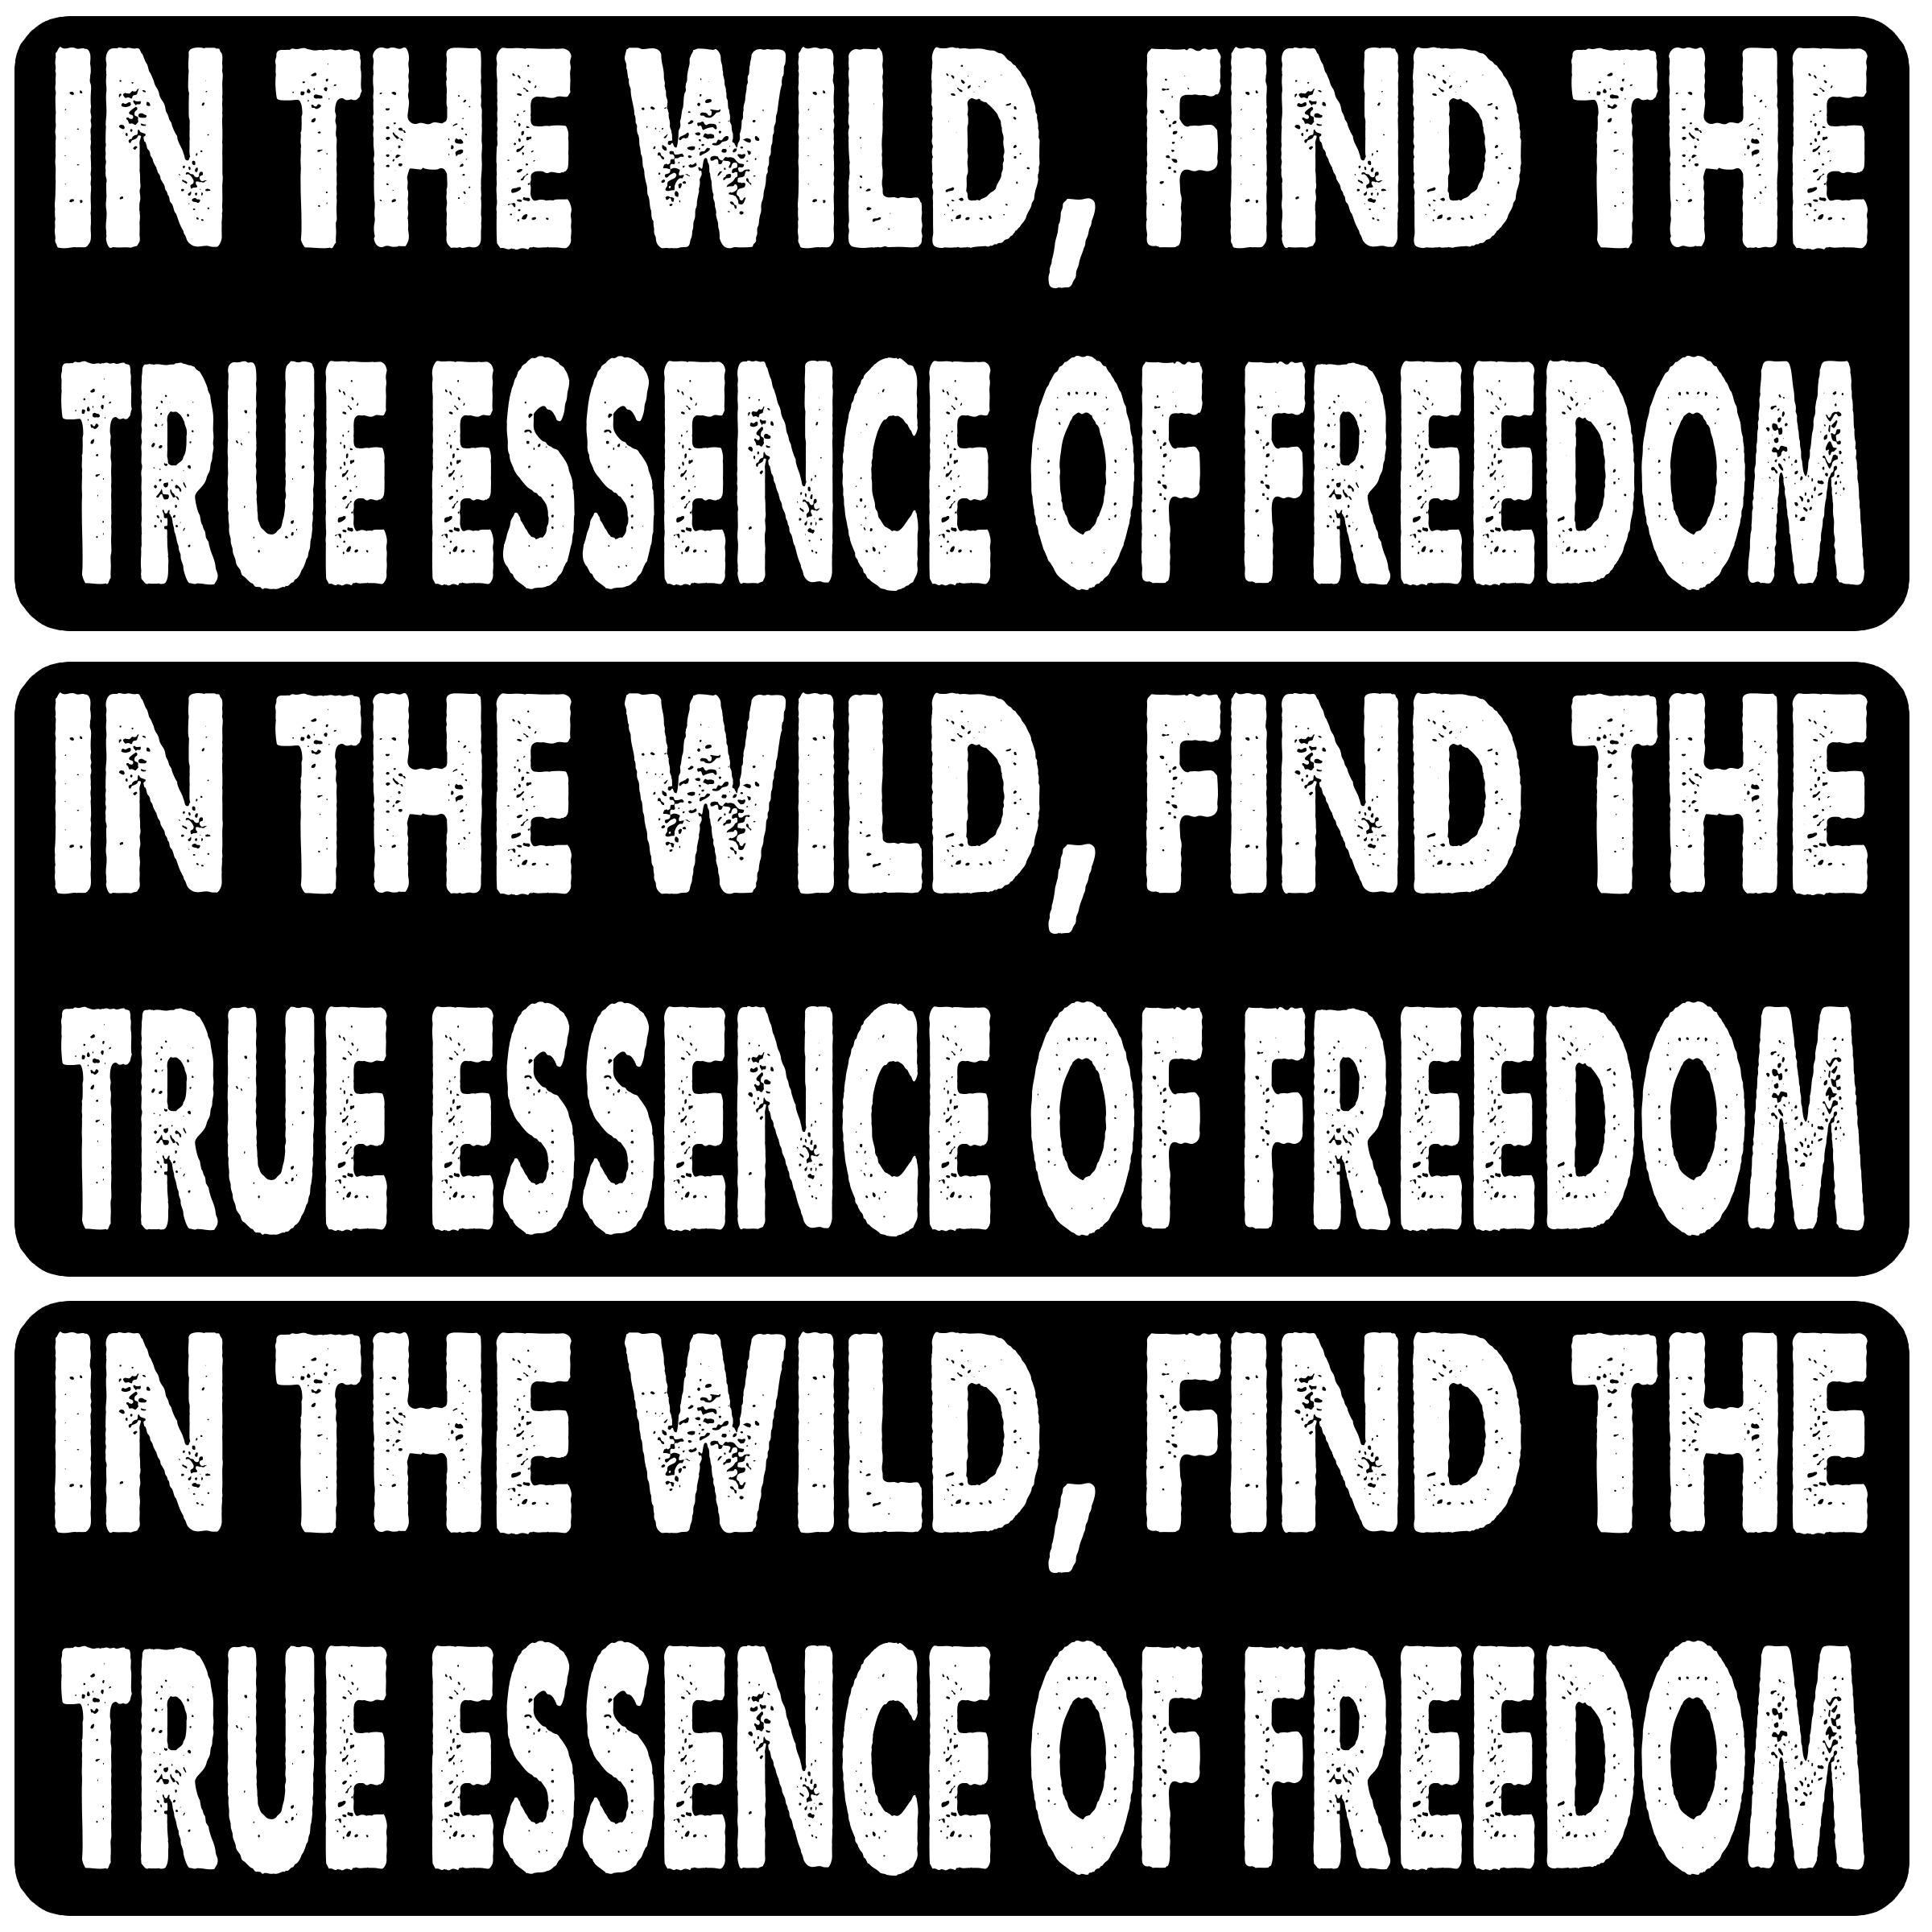 IN THE WILD, FIND THE
TRUE ESSENCE OF FREEDOM
IN THE WILD, FIND THE
TRUE ESSENCE OF FREEDOM
IN THE WILD, FIND THE
TRUE ESSENCE OF FREEDOM